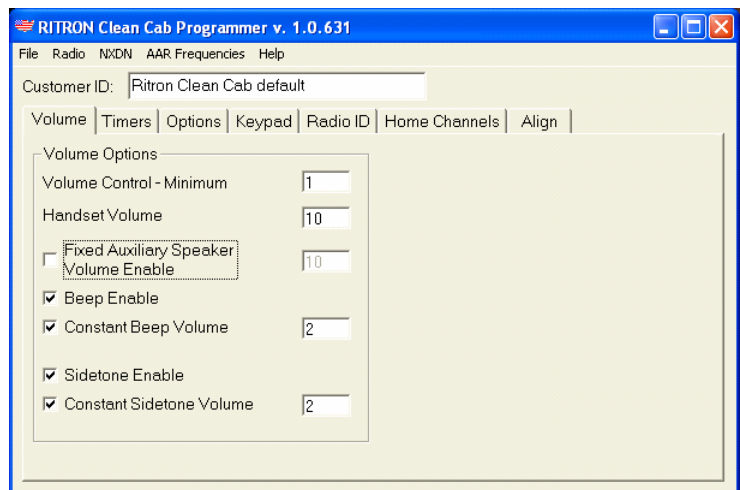 RITRON Clean Cab Programmer v. 1.0.631
File Radio NXDN AAR Frequencies Help
Customer ID: Ritron Clean Cab default
Volume Timers Options Keypad Radio ID Home Channels Align
Volume Options
Volume Control - Minimum 1
Handset Volume 10
Fixed Auxiliary Speaker
Volume Enable 10
Beep Enable
Constant Beep Volume 2
Sidetone Enable
Constant Sidetone Volume 2